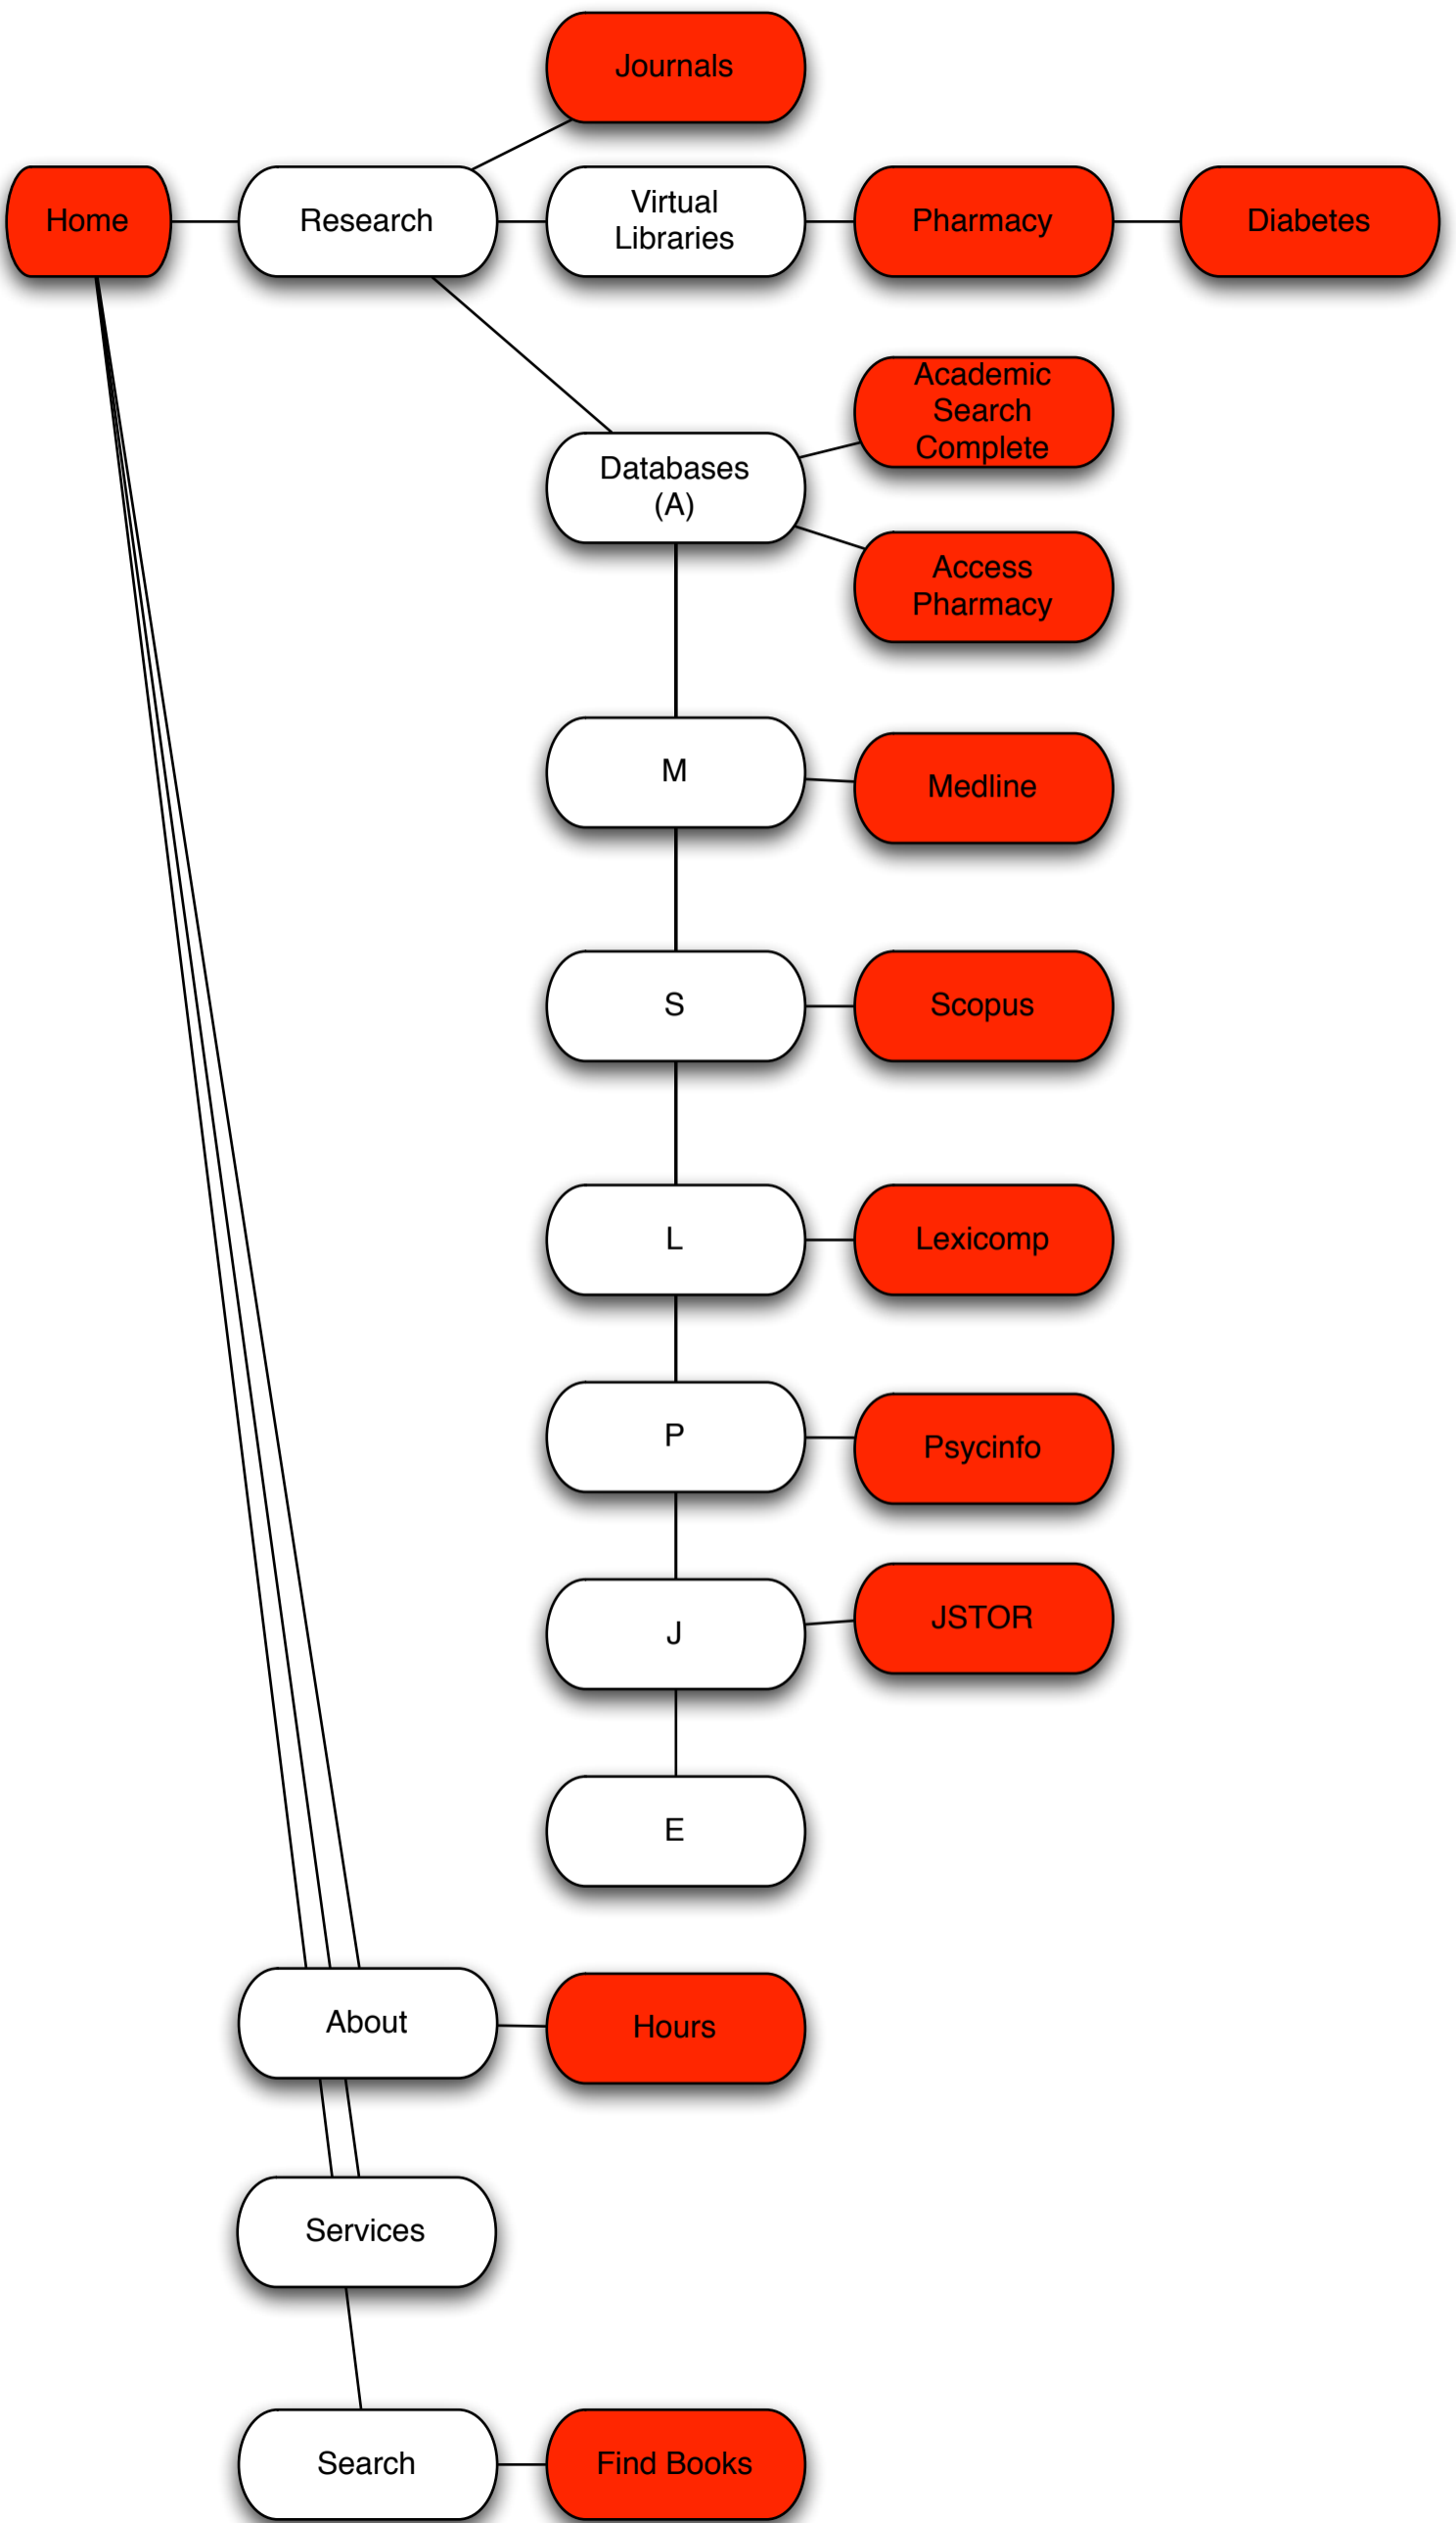 Journals
Home
Research
Virtual
Libraries
Pharmacy
Diabetes
Academic
Search
Complete
Databases
(A)
Access
Pharmacy
M
Medline
S
Scopus
L
Lexicomp
P
Psycinfo
J
JSTOR
E
About
Hours
Services
Search
Find Books